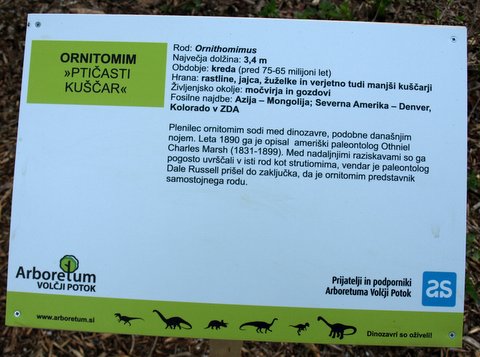 ORNITOMIM
»PTIČASTI
KUŠČAR«
Rod: Ornithomimus
Največja dolžina: 3,4 m
Obdobje: kreda (pred 75-65 milijoni let)
Hrana: rastline, jajca, žuželke in verjetno tudi manjši kuščarji
Življenjsko okolje: močvirja in gozdovi
Fosilne najdbe: Azija – Mongolija; Severna Amerika – Denver,
Kolorado v ZDA
Plenilec ornitomim sodi med dinozavre, podobne današnjim
nojem. Leta 1890 ga je opisal ameriški paleontolog Othniel
Charles Marsh (1831-1899). Med nadaljnjimi raziskavami so ga
pogosto uvrščali v isti rod kot strutiomima, vendar je paleontolog
Dale Russell prišel do zaključka, da je ornitomim predstavnik
samostojnega rodu.
Arboretum
VOLČJI POTOK
Prijatelji in podporniki
Arboretuma Volčji Potok
as
www.arboretum.si
Dinozavri so oživeli!